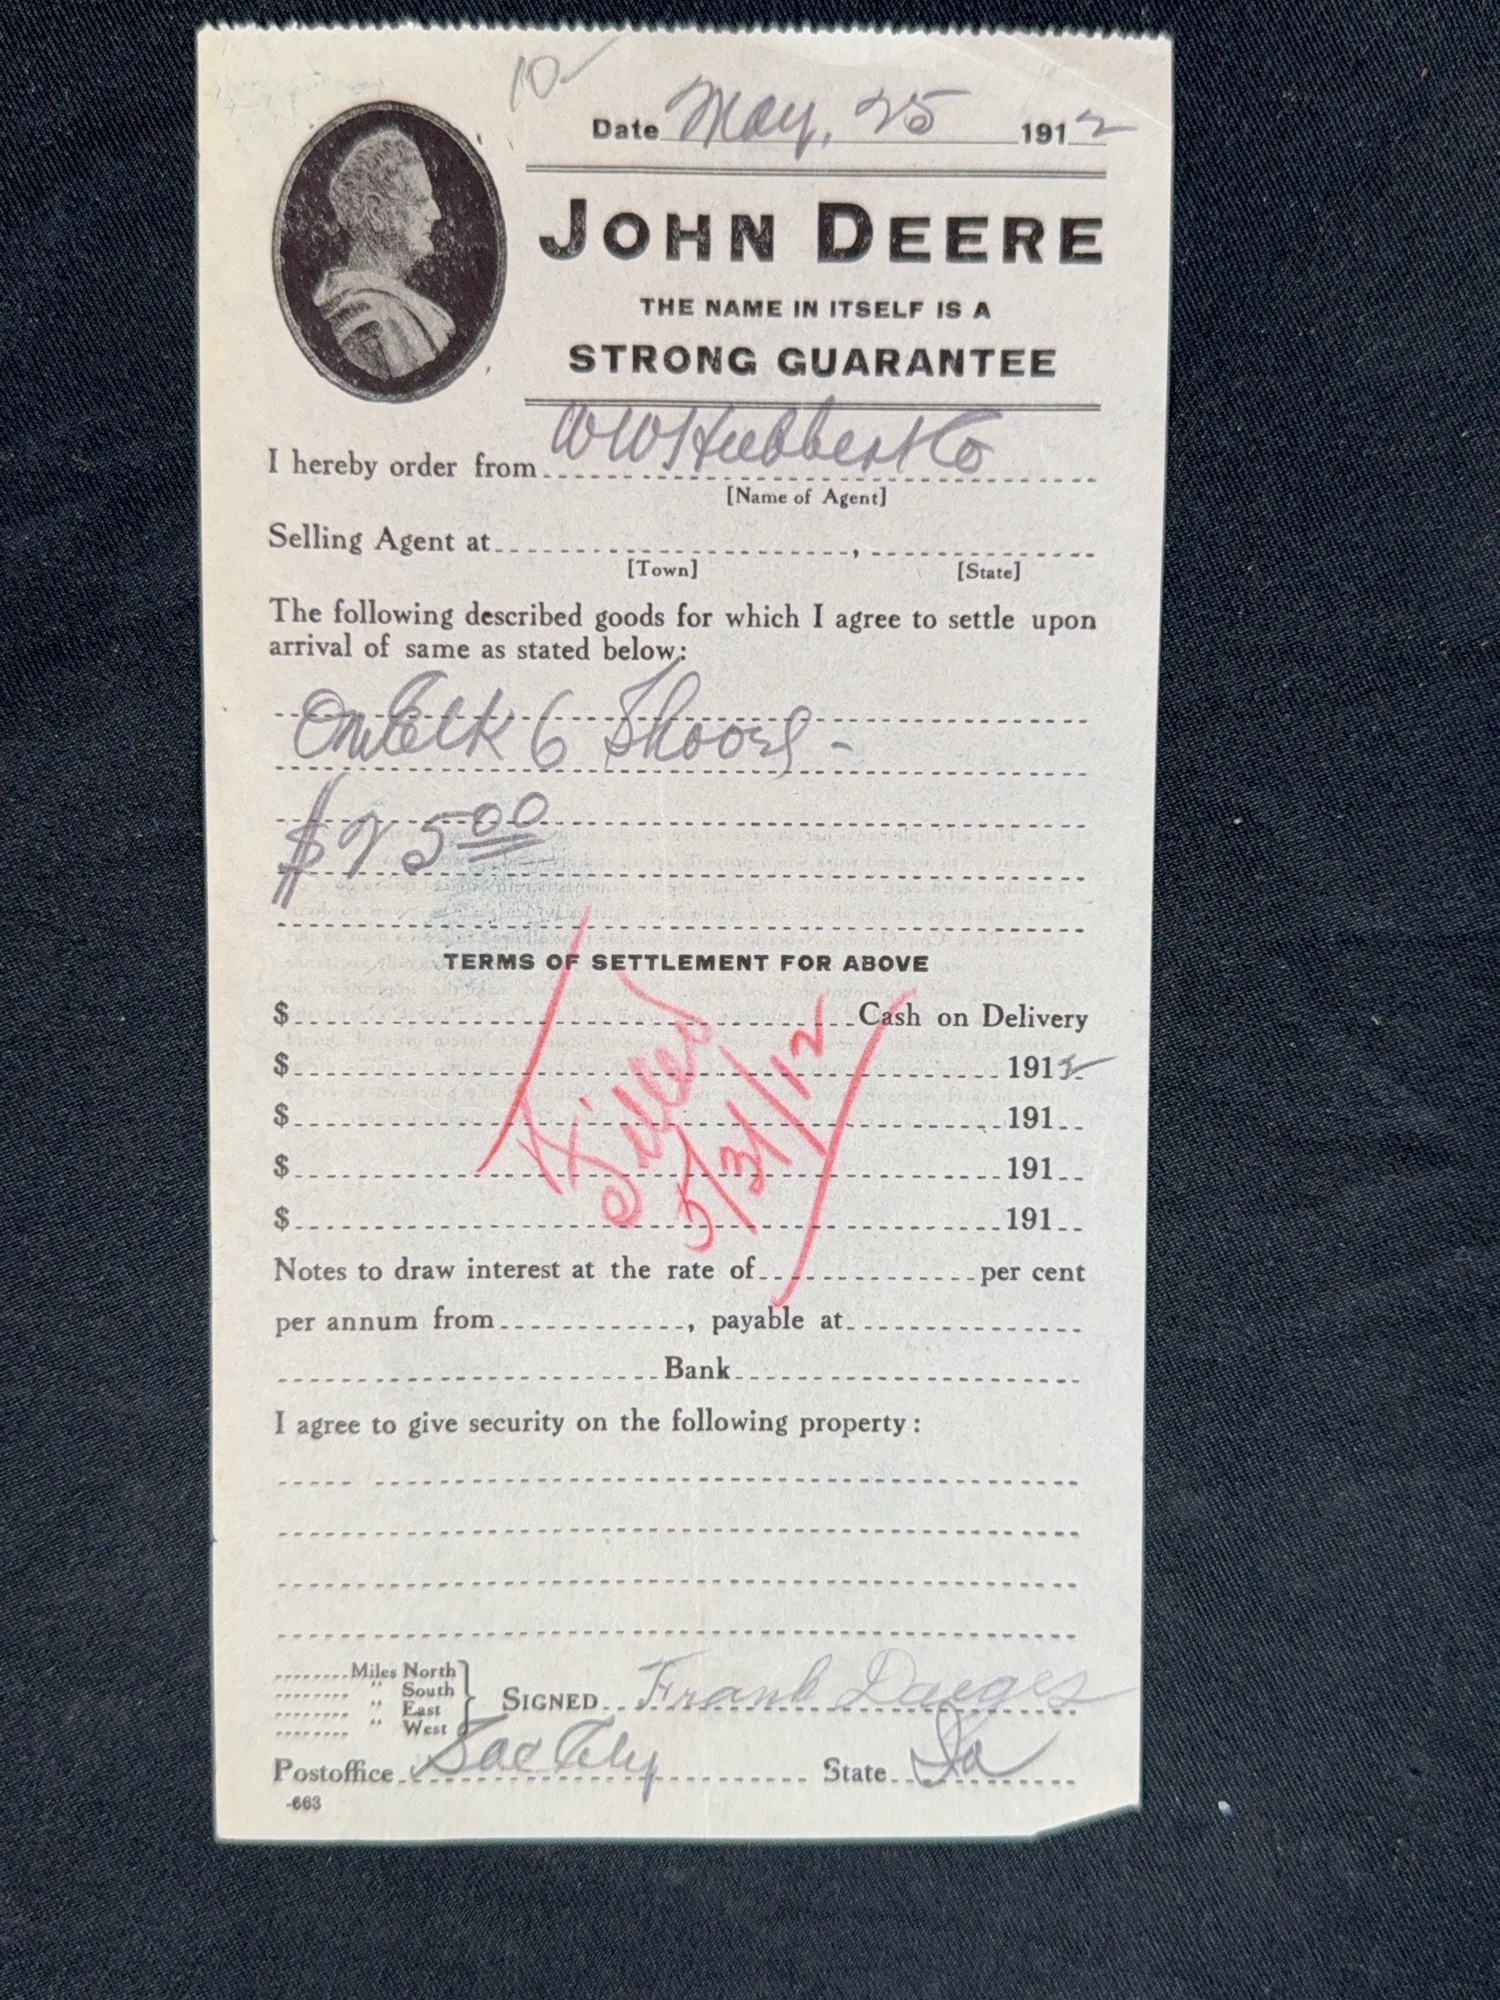 10
Date May, 25 1912
JOHN DEERE
THE NAME IN ITSELF IS A
STRONG GUARANTEE
I hereby order from WW Hubbert Co
[Name of Agent]
Selling Agent at , 
[Town] [State]
The following described goods for which I agree to settle upon
arrival of same as stated below:
Elk 6
$25.00
TERMS OF SETTLEMENT FOR ABOVE
$ Cash on Delivery
$ 1912
$ 191
$ 191
$ 191
Filled
5/31/12
Notes to draw interest at the rate of per cent
per annum from , payable at
Bank
I agree to give security on the following property:
Miles North
" South
" East
" West
SIGNED Frank Daeges
Postoffice Sac City State Ia
-663